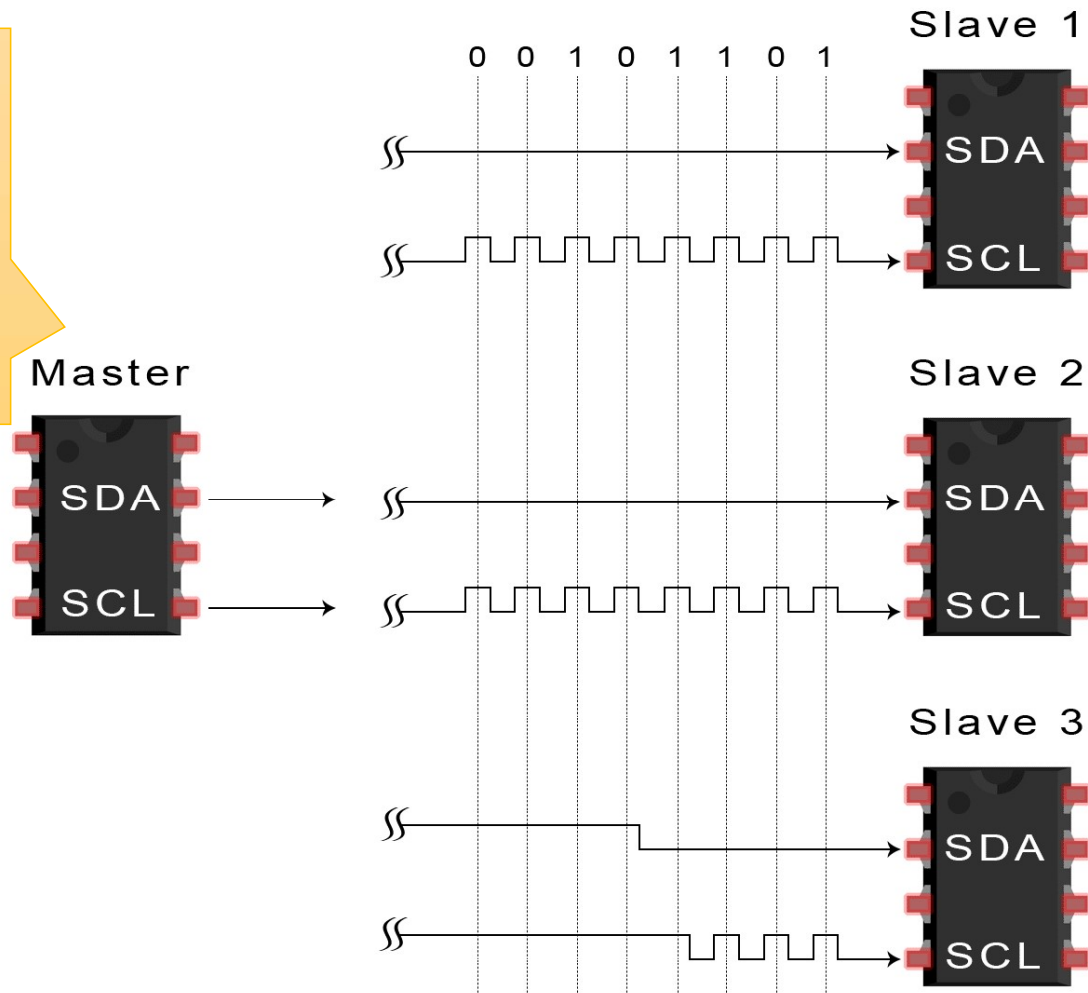 Slave 1
0 0 1 0 1 1 0 1
SDA
SCL
Master
SDA
SCL
Slave 2
SDA
SCL
Slave 3
SDA
SCL